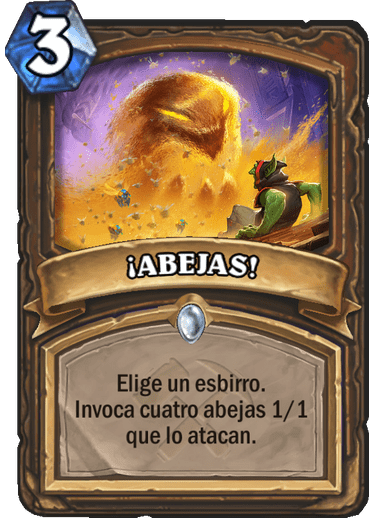 3
¡ABEJAS!
Elige un esbirro.
Invoca cuatro abejas 1/1
que lo atacan.